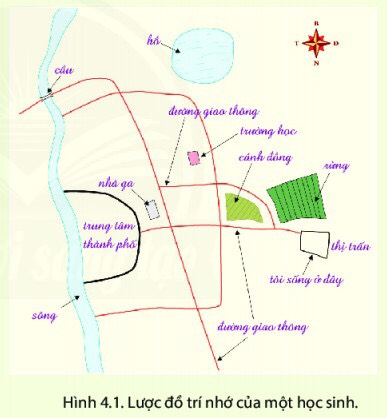 B
T
Đ
N
hồ
cầu
đường giao thông
trường học
cánh đồng
rừng
nhà ga
trung tâm
thành phố
thị trấn
tôi sống ở đây
sông
đường giao thông
Hình 4.1. Lược đồ trí nhớ của một học sinh.